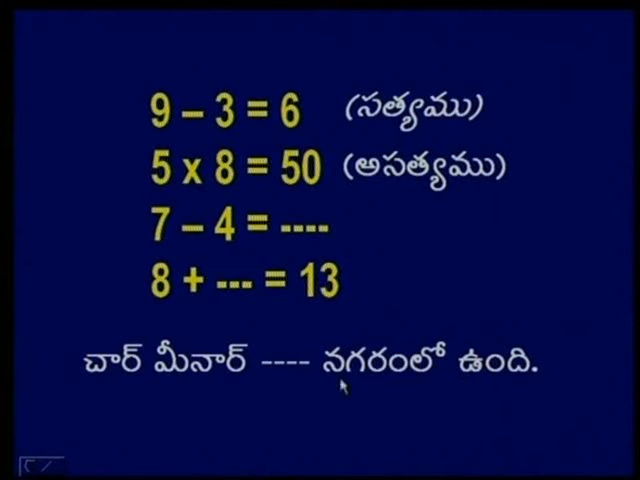 9 – 3 = 6 (సత్యము)
5 x 8 = 50 (అసత్యము)
7 – 4 = ----
8 + --- = 13
చార్ మీనార్ ---- నగరంలో ఉంది.